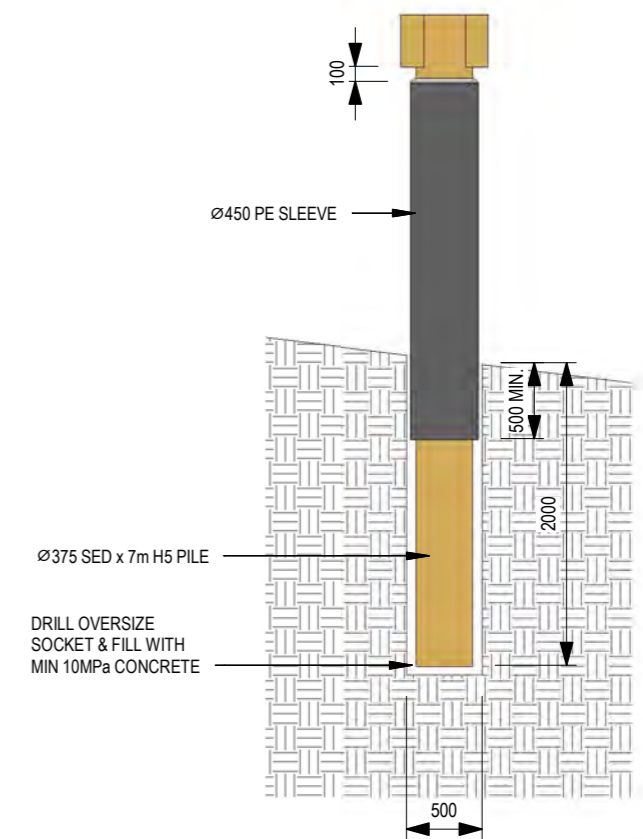 100
Ø450 PE SLEEVE
500 MIN.
2000
Ø375 SED x 7m H5 PILE
DRILL OVERSIZE
SOCKET & FILL WITH
MIN 10MPa CONCRETE
500